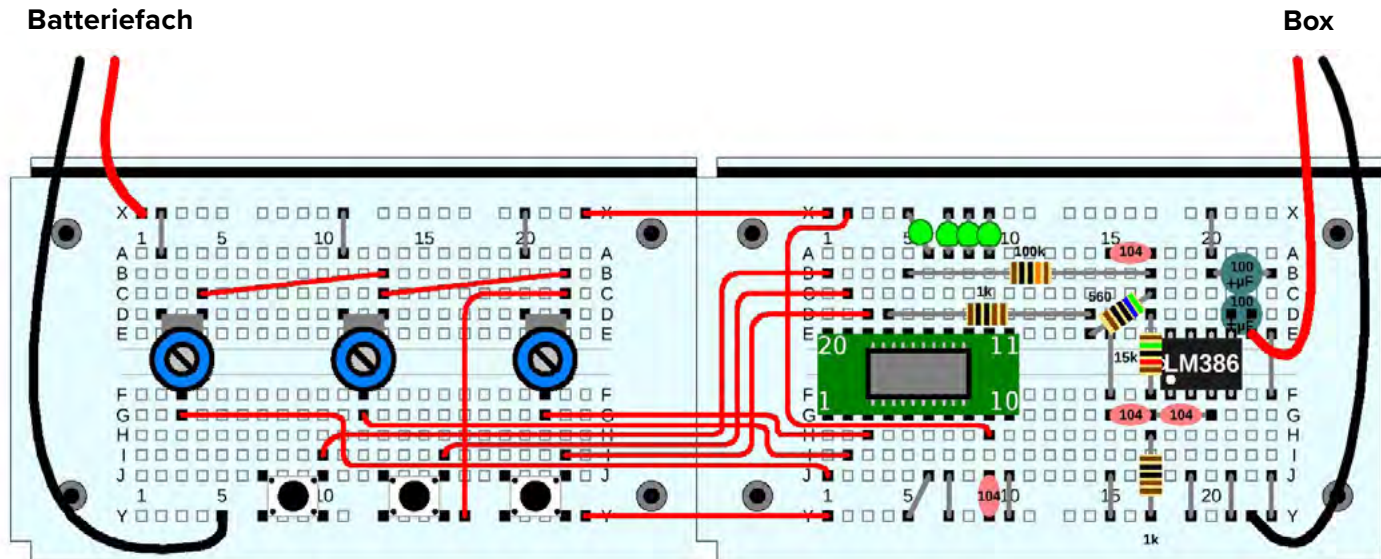 Batteriefach
Box
X X X X
1 5 10 15 20 1 5 10 15 20
A A A 104 A
B B B 100k 100 +µF B
C C C 1k 560 C
D D D 100 +µF D
E E E E
20 11
15k LM386
1 10
F F F F
G G G 104 104 G
H H H H
I I I I
J J J J
1 5 10 15 20 1 5 104 10 15 20
Y Y Y Y
1k